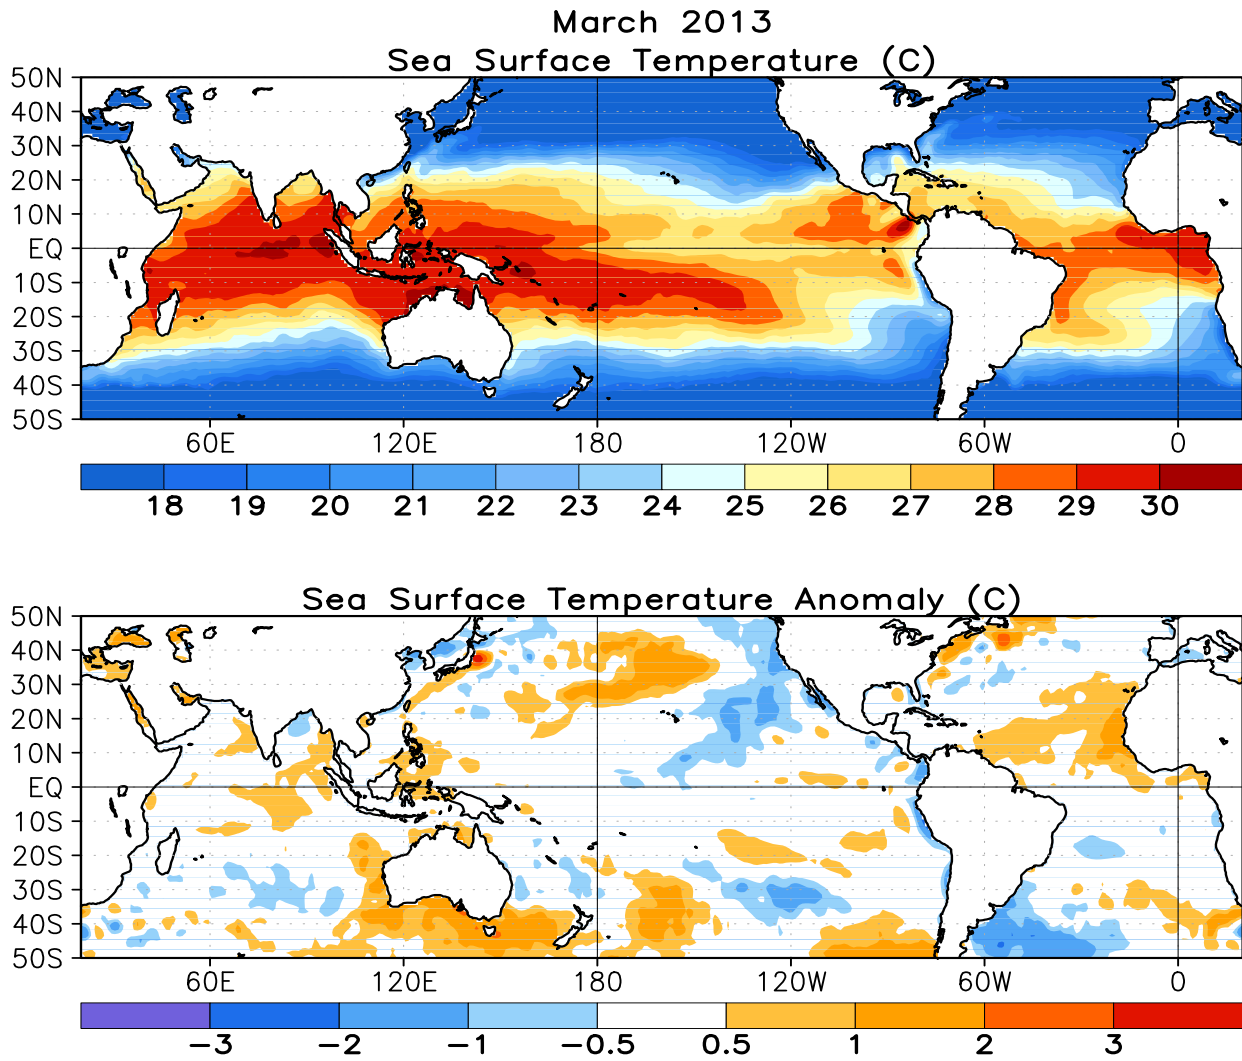 March 2013
Sea Surface Temperature (C)
50N
40N
30N
20N
10N
EQ
10S
20S
30S
40S
50S
60E 120E 180 120W 60W 0
18 19 20 21 22 23 24 25 26 27 28 29 30
Sea Surface Temperature Anomaly (C)
50N
40N
30N
20N
10N
EQ
10S
20S
30S
40S
50S
60E 120E 180 120W 60W 0
−3 −2 −1 −0.5 0.5 1 2 3